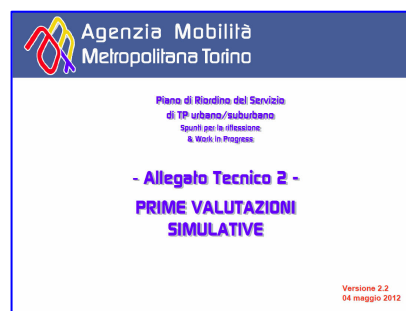 Agenzia Mobilità
Metropolitana Torino
Piano di Riordino del Servizio
di TP urbano/suburbano
Spunti per la riflessione
& Work in Progress
- Allegato Tecnico 2 -
PRIME VALUTAZIONI
SIMULATIVE
Versione 2.2
04 maggio 2012